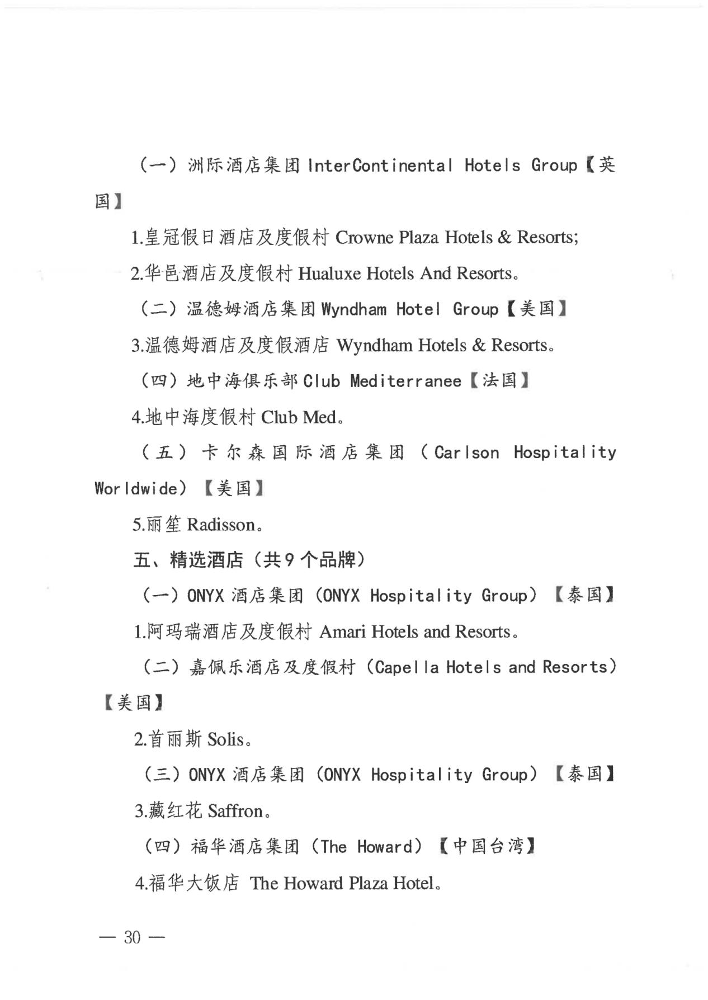 （一）洲际酒店集团 InterContinental Hotels Group【英
国】
1.皇冠假日酒店及度假村 Crowne Plaza Hotels & Resorts;
2.华邑酒店及度假村 Hualuxe Hotels And Resorts。
（二）温德姆酒店集团 Wyndham Hotel Group【美国】
3.温德姆酒店及度假酒店 Wyndham Hotels & Resorts。
（四）地中海俱乐部 Club Mediterranee【法国】
4.地中海度假村 Club Med。
（五）卡尔森国际酒店集团（Carlson Hospitality
Worldwide）【美国】
5.丽笙 Radisson。
五、精选酒店（共9个品牌）
（一）ONYX 酒店集团（ONYX Hospitality Group）【泰国】
1.阿玛瑞酒店及度假村 Amari Hotels and Resorts。
（二）嘉佩乐酒店及度假村（Capella Hotels and Resorts）
【美国】
2.首丽斯 Solis。
（三）ONYX 酒店集团（ONYX Hospitality Group）【泰国】
3.藏红花 Saffron。
（四）福华酒店集团（The Howard）【中国台湾】
4.福华大饭店 The Howard Plaza Hotel。
— 30 —